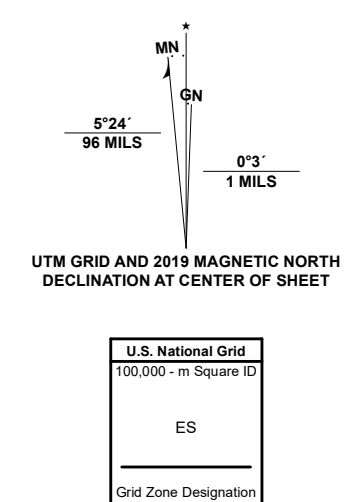 ★
MN
GN
5°24´
96 MILS
0°3´
1 MILS
UTM GRID AND 2019 MAGNETIC NORTH
DECLINATION AT CENTER OF SHEET
U.S. National Grid
100,000 - m Square ID
ES
Grid Zone Designation